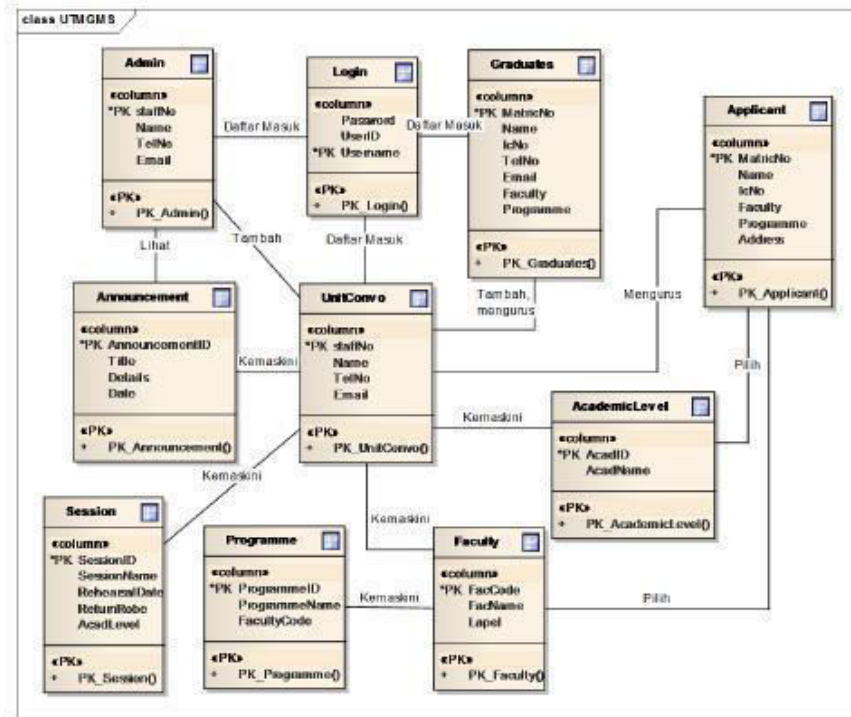 class UTMGMS
Admin
«column»
*PK staffNo
Name
TelNo
Email
«PK»
+ PK_Admin()
Daftar Masuk
Login
«column»
Password
UserID
*PK Username
«PK»
+ PK_Login()
Daftar Masuk
Graduates
«column»
*PK MatricNo
Name
IcNo
TelNo
Email
Faculty
Programme
«PK»
+ PK_Graduates()
Applicant
«column»
*PK MatricNo
Name
IcNo
Faculty
Programme
Address
«PK»
+ PK_Applicant()
Lihat
Tambah
Daftar Masuk
Tambah,
mengurus
Mengurus
Announcement
«column»
*PK AnnouncementID
Title
Details
Date
«PK»
+ PK_Announcement()
Kemaskini
UnitConvo
«column»
*PK staffNo
Name
TelNo
Email
«PK»
+ PK_UnitConvo()
Kemaskini
Pilih
AcademicLevel
«column»
*PK AcadID
AcadName
«PK»
+ PK_AcademicLevel()
Kemaskini
Session
«column»
*PK SessionID
SessionName
RehearsalDate
ReturnRobe
AcadLevel
«PK»
+ PK_Session()
Programme
«column»
*PK ProgrammeID
ProgrammeName
FacultyCode
«PK»
+ PK_Programme()
Kemaskini
Kemaskini
Faculty
«column»
*PK FacCode
FacName
Lapel
«PK»
+ PK_Faculty()
Pilih